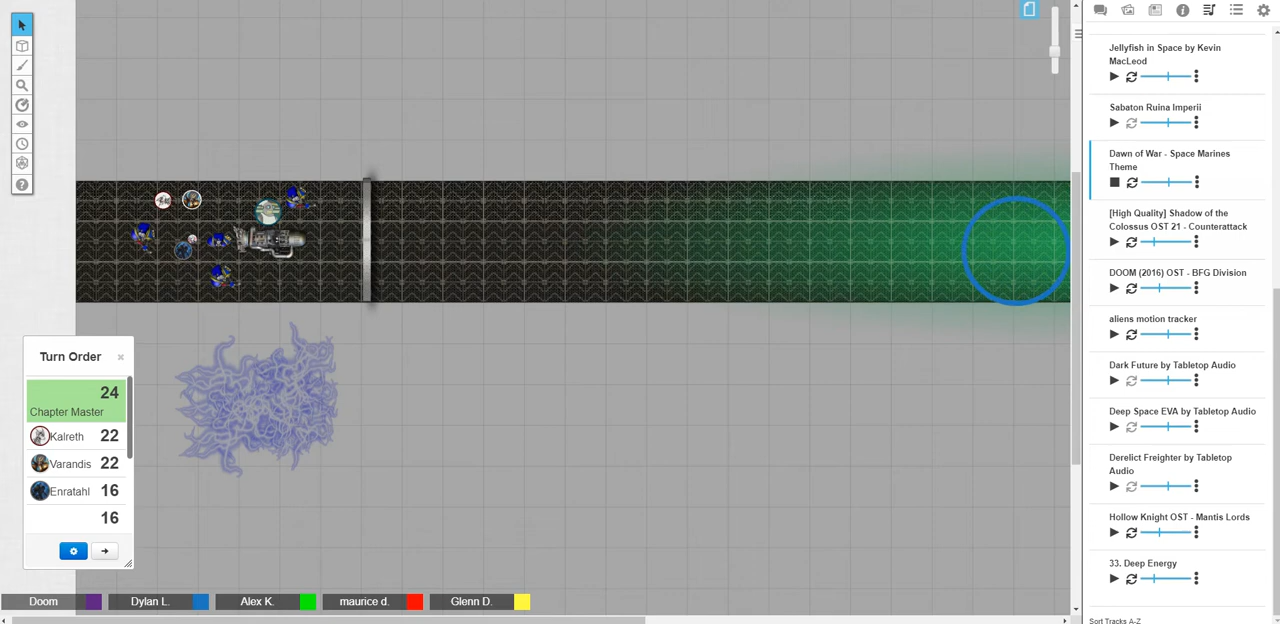 Jellyfish in Space by Kevin
MacLeod
Sabaton Ruina Imperii
Dawn of War - Space Marines
Theme
[High Quality] Shadow of the
Colossus OST 21 - Counterattack
DOOM (2016) OST - BFG Division
aliens motion tracker
Dark Future by Tabletop Audio
Deep Space EVA by Tabletop Audio
Derelict Freighter by Tabletop
Audio
Hollow Knight OST - Mantis Lords
33. Deep Energy
Sort Tracks A-Z
Turn Order
24
Chapter Master
Kalreth 22
Varandis 22
Enratahl 16
16
Doom
Dylan L.
Alex K.
maurice d.
Glenn D.